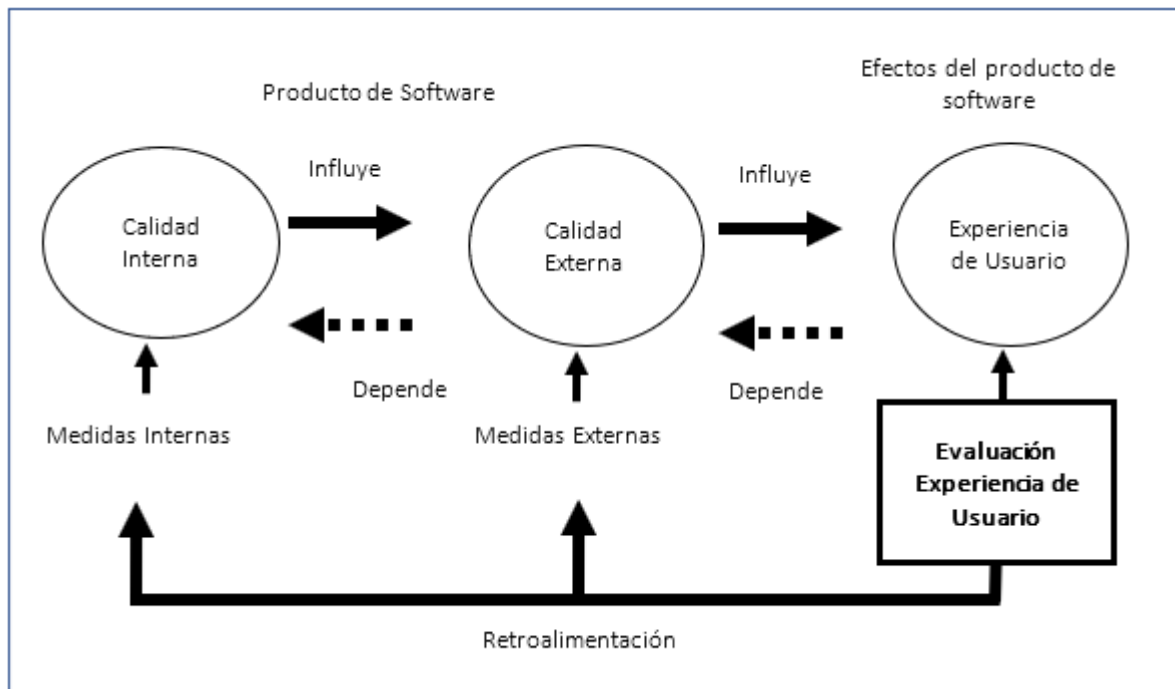 Producto de Software
Efectos del producto de
software
Influye
Influye
Calidad
Interna
Calidad
Externa
Experiencia
de Usuario
Depende
Depende
Medidas Internas
Medidas Externas
Evaluación
Experiencia de
Usuario
Retroalimentación